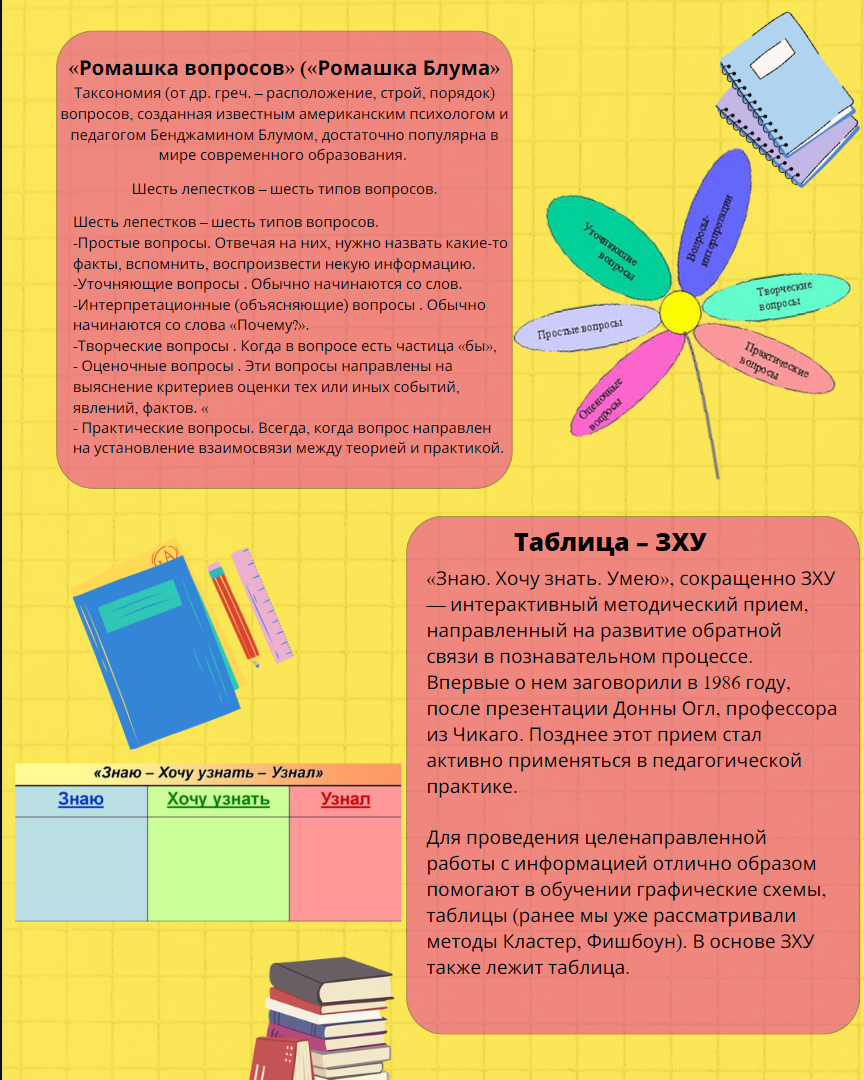 «Ромашка вопросов» («Ромашка Блума»
Таксономия (от др. греч. – расположение, строй, порядок)
вопросов, созданная известным американским психологом и
педагогом Бенджамином Блумом, достаточно популярна в
мире современного образования.
Шесть лепестков – шесть типов вопросов.
Шесть лепестков – шесть типов вопросов.
-Простые вопросы. Отвечая на них, нужно назвать какие-то
факты, вспомнить, воспроизвести некую информацию.
-Уточняющие вопросы . Обычно начинаются со слов.
-Интерпретационные (объясняющие) вопросы . Обычно
начинаются со слова «Почему?».
-Творческие вопросы . Когда в вопросе есть частица «бы»,
- Оценочные вопросы . Эти вопросы направлены на
выяснение критериев оценки тех или иных событий,
явлений, фактов. «
- Практические вопросы. Всегда, когда вопрос направлен
на установление взаимосвязи между теорией и практикой.
Уточняющие
вопросы
Вопросы-
интерпретации
Творческие
вопросы
Простые вопросы
Практические
вопросы
Оценочные
вопросы
A
Таблица – ЗХУ
«Знаю. Хочу знать. Умею», сокращенно ЗХУ
— интерактивный методический прием,
направленный на развитие обратной
связи в познавательном процессе.
Впервые о нем заговорили в 1986 году,
после презентации Донны Огл, профессора
из Чикаго. Позднее этот прием стал
активно применяться в педагогической
практике.
Для проведения целенаправленной
работы с информацией отлично образом
помогают в обучении графические схемы,
таблицы (ранее мы уже рассматривали
методы Кластер, Фишбоун). В основе ЗХУ
также лежит таблица.
«Знаю – Хочу узнать – Узнал»
Знаю Хочу узнать Узнал